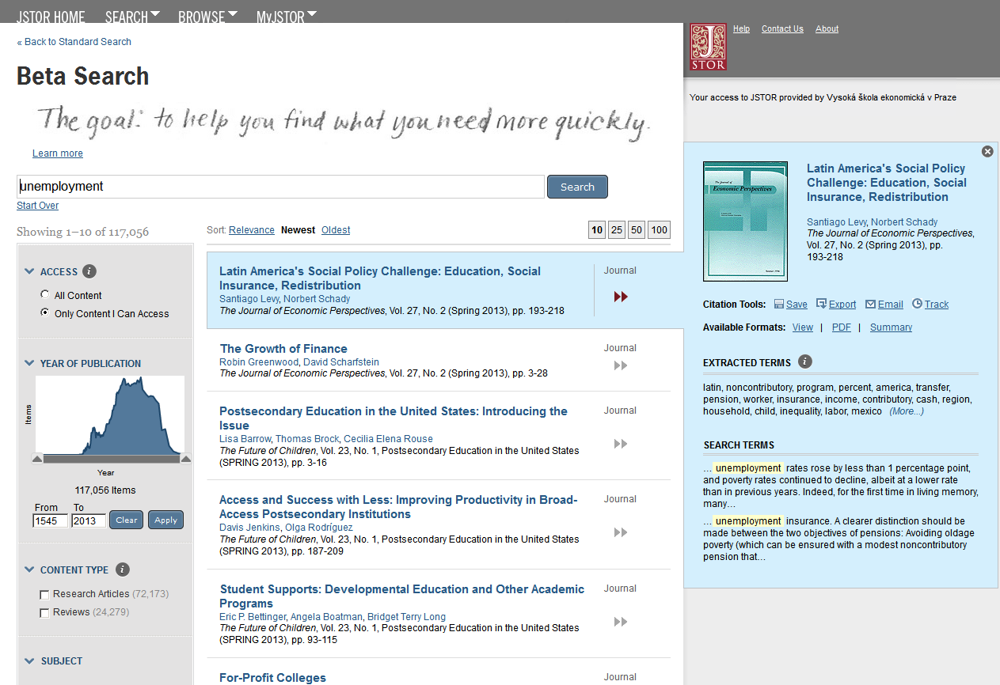 JSTOR HOME SEARCH BROWSE MyJSTOR
JSTOR
Help Contact Us About
« Back to Standard Search
Beta Search
The goal: to help you find what you need more quickly.
Learn more
Your access to JSTOR provided by Vysoká škola ekonomická v Praze
unemployment
Search
Start Over
Showing 1–10 of 117,056
Sort: Relevance Newest Oldest
10 25 50 100
ACCESS i
All Content
Only Content I Can Access
YEAR OF PUBLICATION
Items
Year
117,056 Items
From To
1545 2013 Clear Apply
CONTENT TYPE i
Research Articles (72,173)
Reviews (24,279)
SUBJECT
Latin America's Social Policy Challenge: Education, Social
Insurance, Redistribution
Santiago Levy, Norbert Schady
The Journal of Economic Perspectives, Vol. 27, No. 2 (Spring 2013), pp. 193-218
Journal
The Growth of Finance
Robin Greenwood, David Scharfstein
The Journal of Economic Perspectives, Vol. 27, No. 2 (Spring 2013), pp. 3-28
Journal
Postsecondary Education in the United States: Introducing the
Issue
Lisa Barrow, Thomas Brock, Cecilia Elena Rouse
The Future of Children, Vol. 23, No. 1, Postsecondary Education in the United States
(SPRING 2013), pp. 3-16
Journal
Access and Success with Less: Improving Productivity in Broad-
Access Postsecondary Institutions
Davis Jenkins, Olga Rodríguez
The Future of Children, Vol. 23, No. 1, Postsecondary Education in the United States
(SPRING 2013), pp. 187-209
Journal
Student Supports: Developmental Education and Other Academic
Programs
Eric P. Bettinger, Angela Boatman, Bridget Terry Long
The Future of Children, Vol. 23, No. 1, Postsecondary Education in the United States
(SPRING 2013), pp. 93-115
Journal
For-Profit Colleges
Journal
The Journal of
Economic Perspectives
Latin America's Social Policy
Challenge: Education, Social
Insurance, Redistribution
Santiago Levy, Norbert Schady
The Journal of Economic Perspectives,
Vol. 27, No. 2 (Spring 2013), pp.
193-218
Citation Tools: Save Export Email Track
Available Formats: View | PDF | Summary
EXTRACTED TERMS i
latin, noncontributory, program, percent, america, transfer,
pension, worker, insurance, income, contributory, cash, region,
household, child, inequality, labor, mexico (More...)
SEARCH TERMS
... unemployment rates rose by less than 1 percentage point,
and poverty rates continued to decline, albeit at a lower rate
than in previous years. Indeed, for the first time in living memory,
many...
... unemployment insurance. A clearer distinction should be
made between the two objectives of pensions: Avoiding oldage
poverty (which can be ensured with a modest noncontributory
pension that...